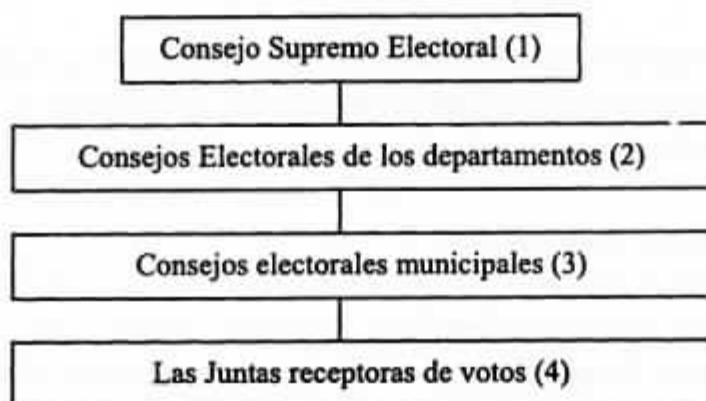 Consejo Supremo Electoral (1)
Consejos Electorales de los departamentos (2)
Consejos electorales municipales (3)
Las Juntas receptoras de votos (4)